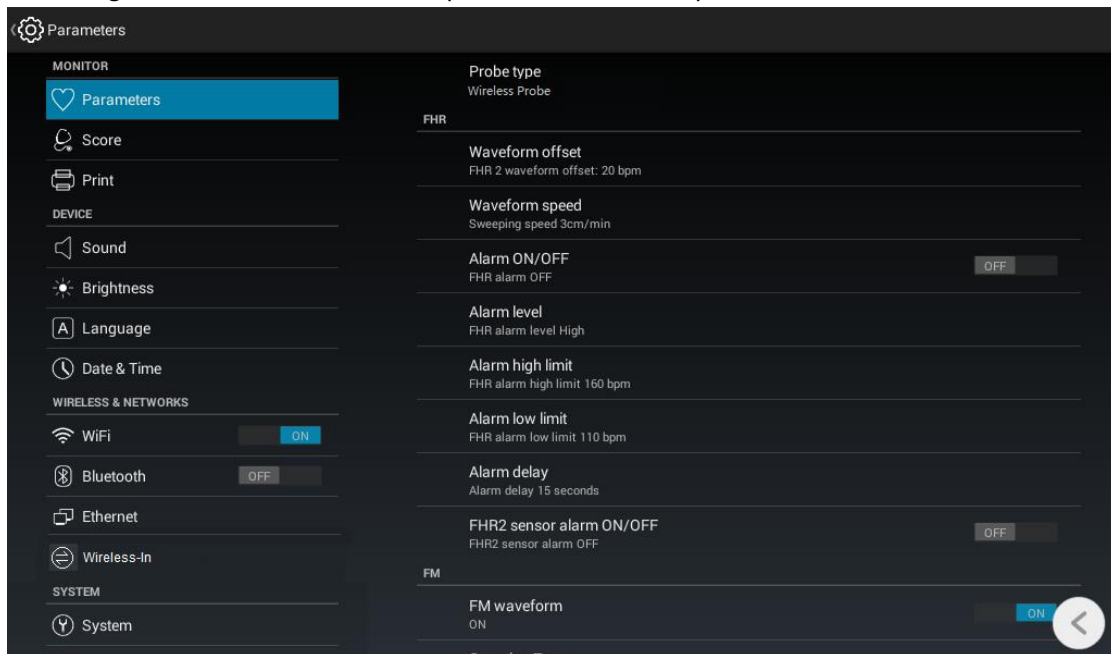 Parameters
MONITOR
Parameters
Score
Print
DEVICE
Sound
Brightness
A Language
Date & Time
WIRELESS & NETWORKS
WiFi ON
Bluetooth OFF
Ethernet
Wireless-In
SYSTEM
System
Probe type
Wireless Probe
FHR
Waveform offset
FHR 2 waveform offset: 20 bpm
Waveform speed
Sweeping speed 3cm/min
Alarm ON/OFF
FHR alarm OFF
OFF
Alarm level
FHR alarm level High
Alarm high limit
FHR alarm high limit 160 bpm
Alarm low limit
FHR alarm low limit 110 bpm
Alarm delay
Alarm delay 15 seconds
FHR2 sensor alarm ON/OFF
FHR2 sensor alarm OFF
OFF
FM
FM waveform
ON
ON